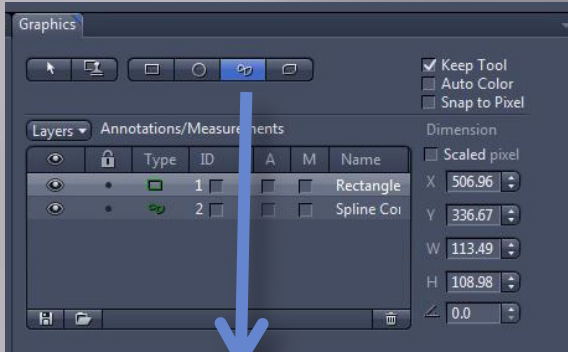 Graphics
Keep Tool
Auto Color
Snap to Pixel
Layers Annotations/Measurements
Dimension
Type ID A M Name
Scaled pixel
1 Rectangle
X 506.96
2 Spline Coi
Y 336.67
W 113.49
H 108.98
0.0